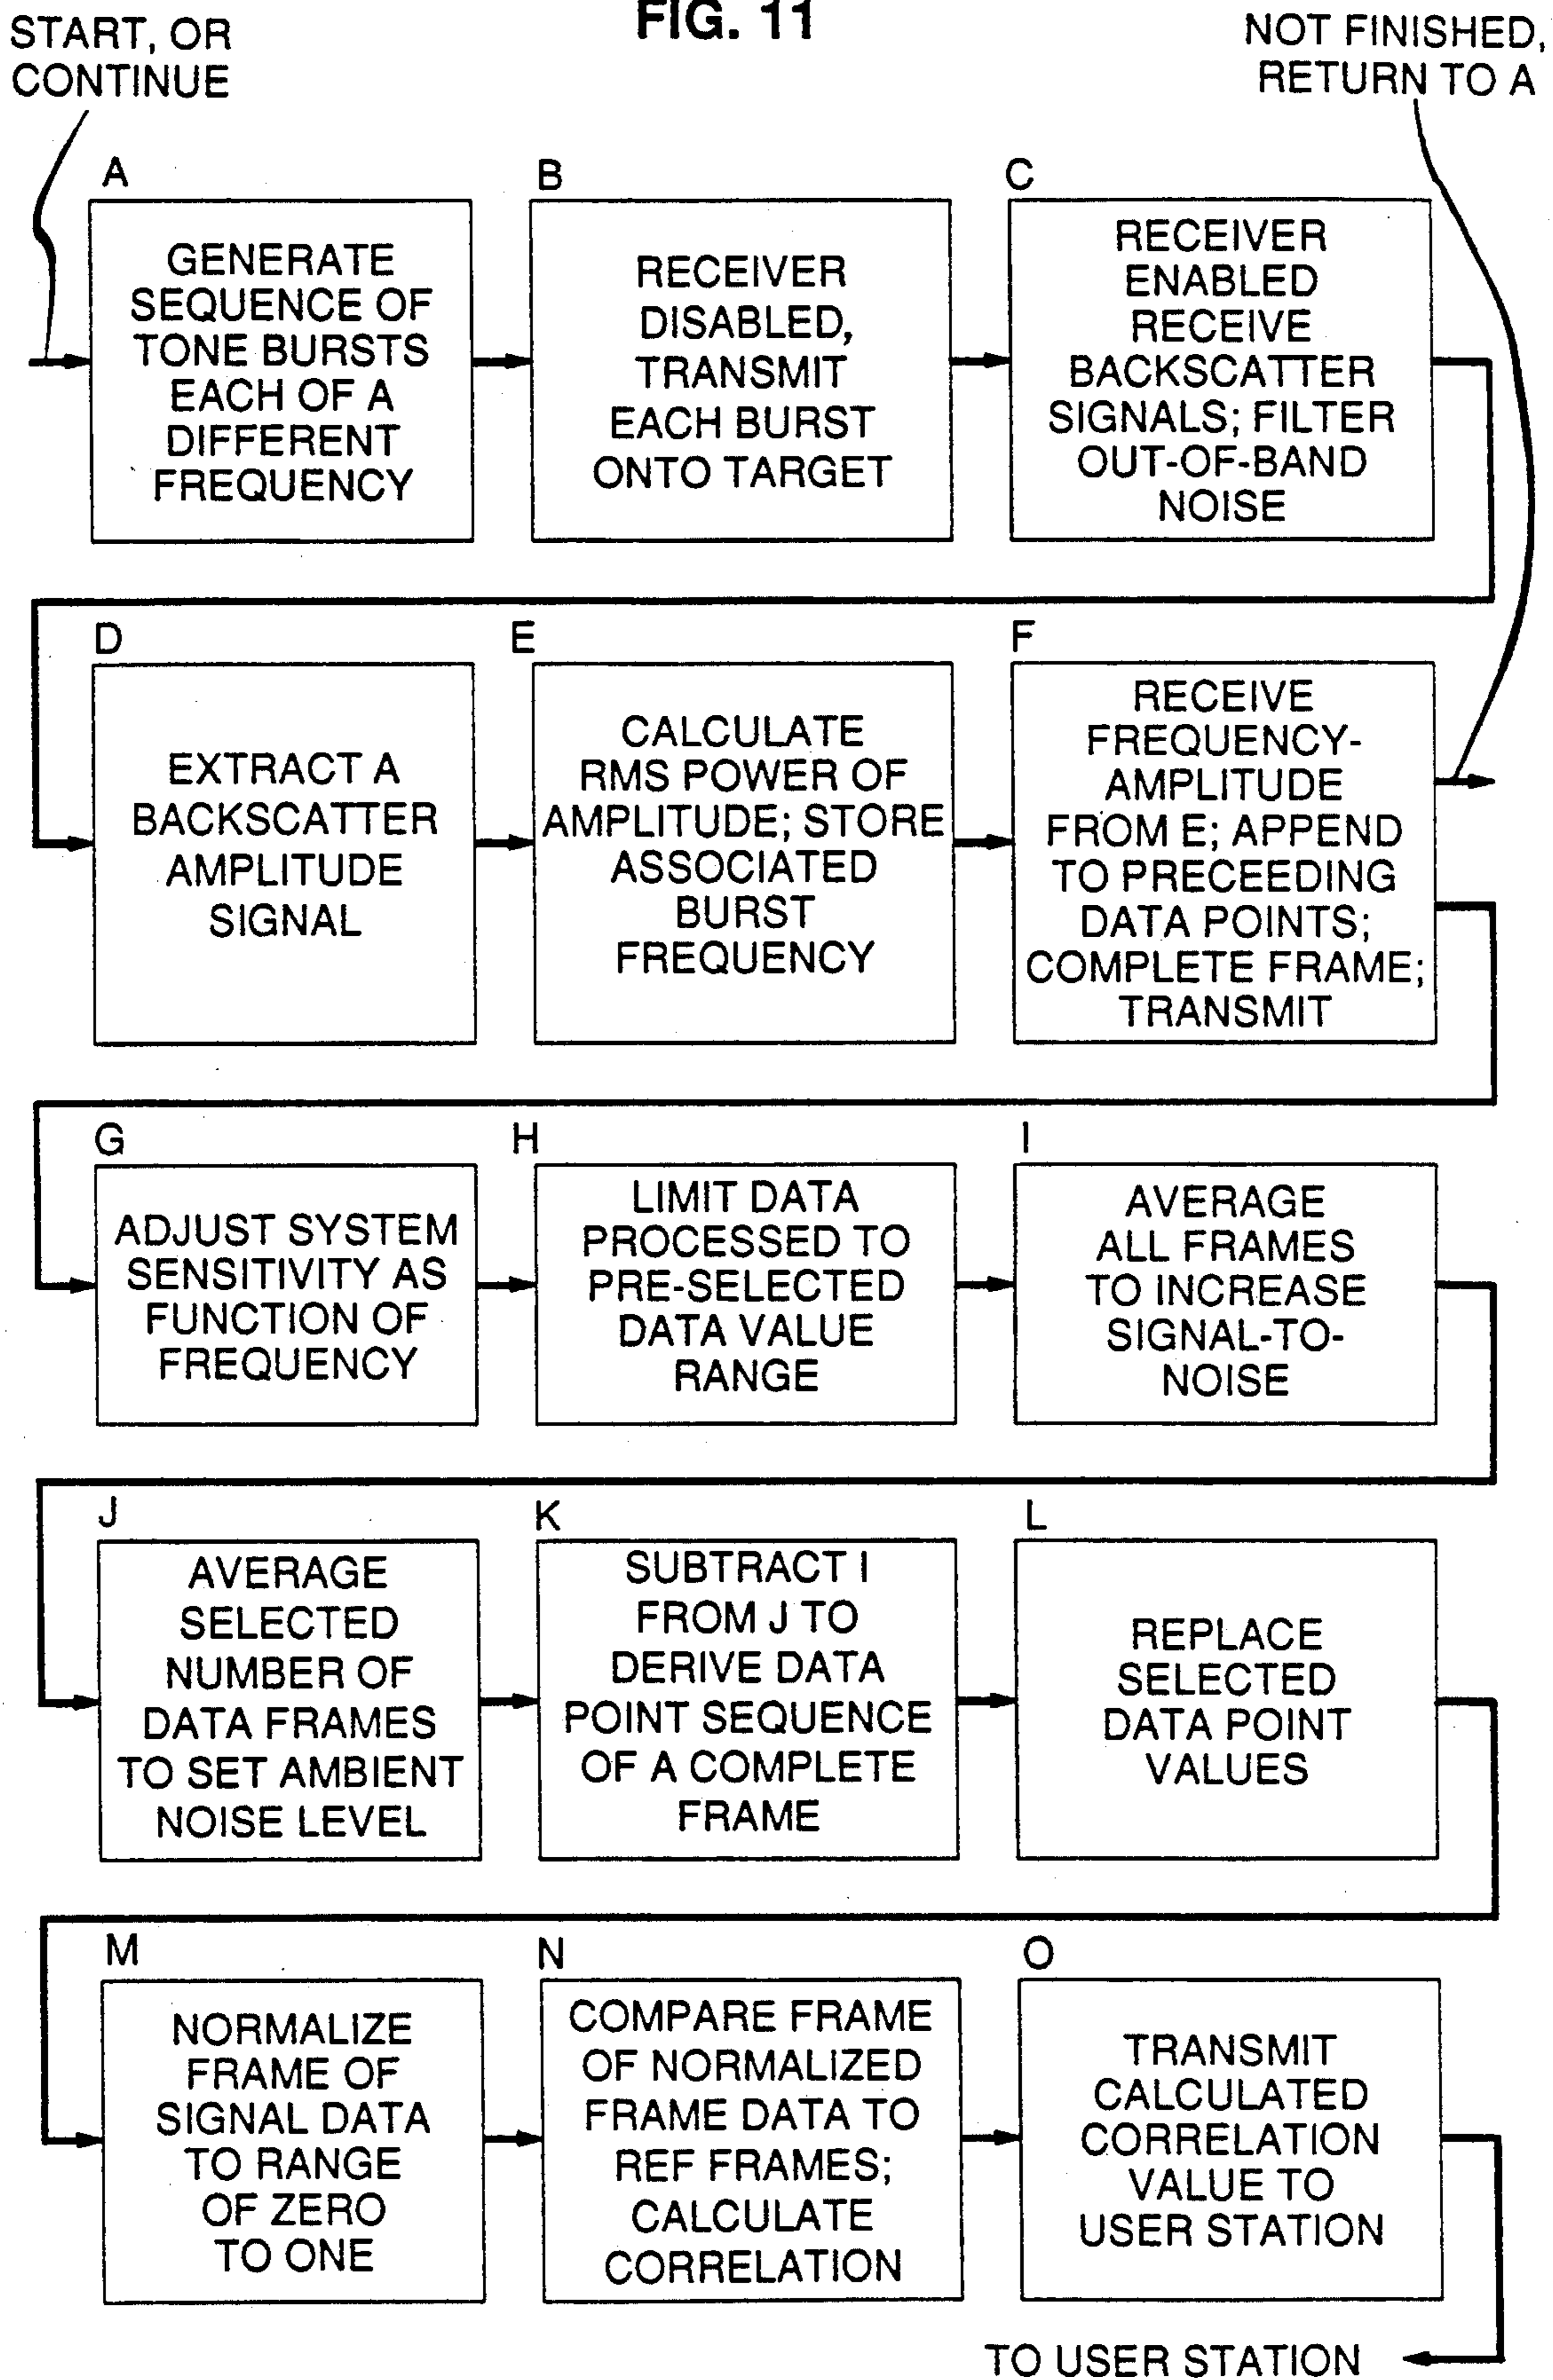 FIG. 11
START, OR
CONTINUE
NOT FINISHED,
RETURN TO A
A
GENERATE
SEQUENCE OF
TONE BURSTS
EACH OF A
DIFFERENT
FREQUENCY
B
RECEIVER
DISABLED,
TRANSMIT
EACH BURST
ONTO TARGET
C
RECEIVER
ENABLED
RECEIVE
BACKSCATTER
SIGNALS; FILTER
OUT-OF-BAND
NOISE
D
EXTRACT A
BACKSCATTER
AMPLITUDE
SIGNAL
E
CALCULATE
RMS POWER OF
AMPLITUDE; STORE
ASSOCIATED
BURST
FREQUENCY
F
RECEIVE
FREQUENCY-
AMPLITUDE
FROM E; APPEND
TO PRECEEDING
DATA POINTS;
COMPLETE FRAME;
TRANSMIT
G
ADJUST SYSTEM
SENSITIVITY AS
FUNCTION OF
FREQUENCY
H
LIMIT DATA
PROCESSED TO
PRE-SELECTED
DATA VALUE
RANGE
I
AVERAGE
ALL FRAMES
TO INCREASE
SIGNAL-TO-
NOISE
J
AVERAGE
SELECTED
NUMBER OF
DATA FRAMES
TO SET AMBIENT
NOISE LEVEL
K
SUBTRACT I
FROM J TO
DERIVE DATA
POINT SEQUENCE
OF A COMPLETE
FRAME
L
REPLACE
SELECTED
DATA POINT
VALUES
M
NORMALIZE
FRAME OF
SIGNAL DATA
TO RANGE
OF ZERO
TO ONE
N
COMPARE FRAME
OF NORMALIZED
FRAME DATA TO
REF FRAMES;
CALCULATE
CORRELATION
O
TRANSMIT
CALCULATED
CORRELATION
VALUE TO
USER STATION
TO USER STATION